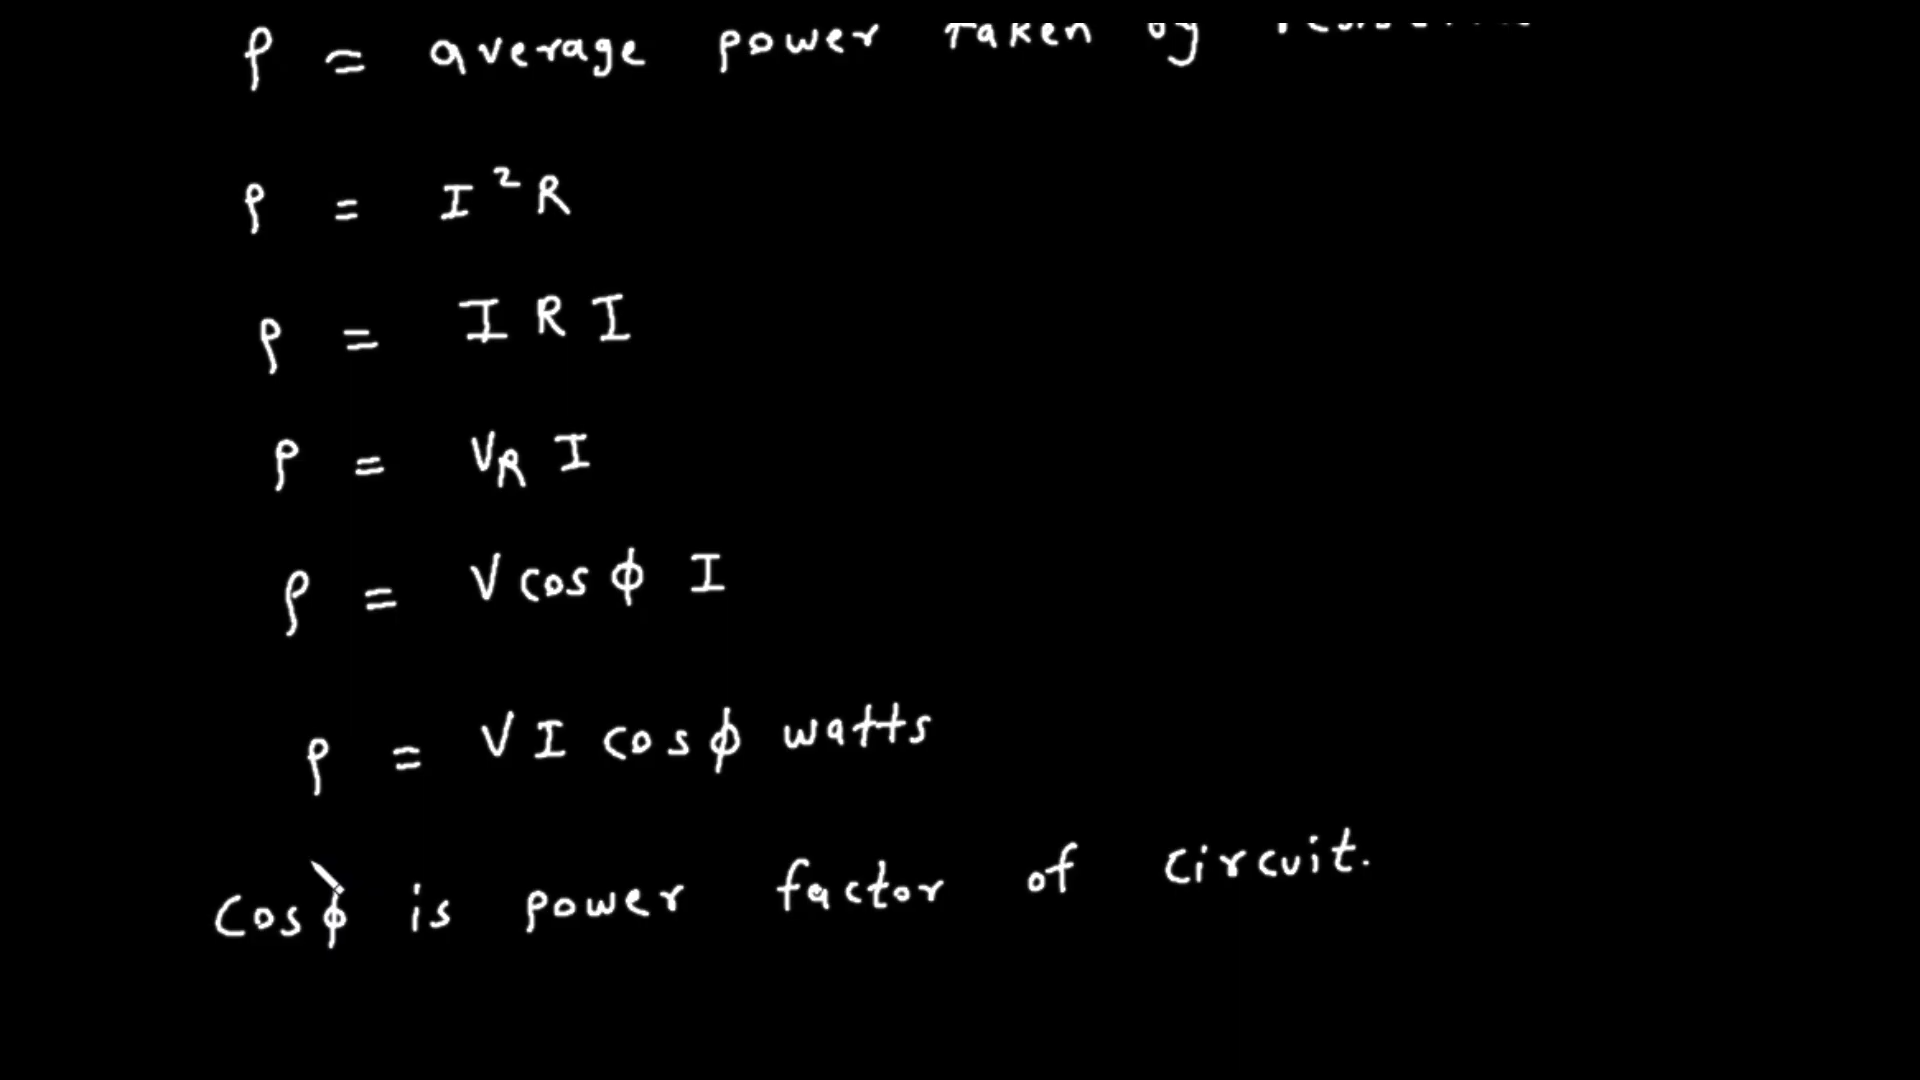 P = average power taken by
P = I²R
P = I R I
P = V_R I
P = V cos ϕ I
P = V I cos ϕ watts
Cos ϕ is power factor of circuit.